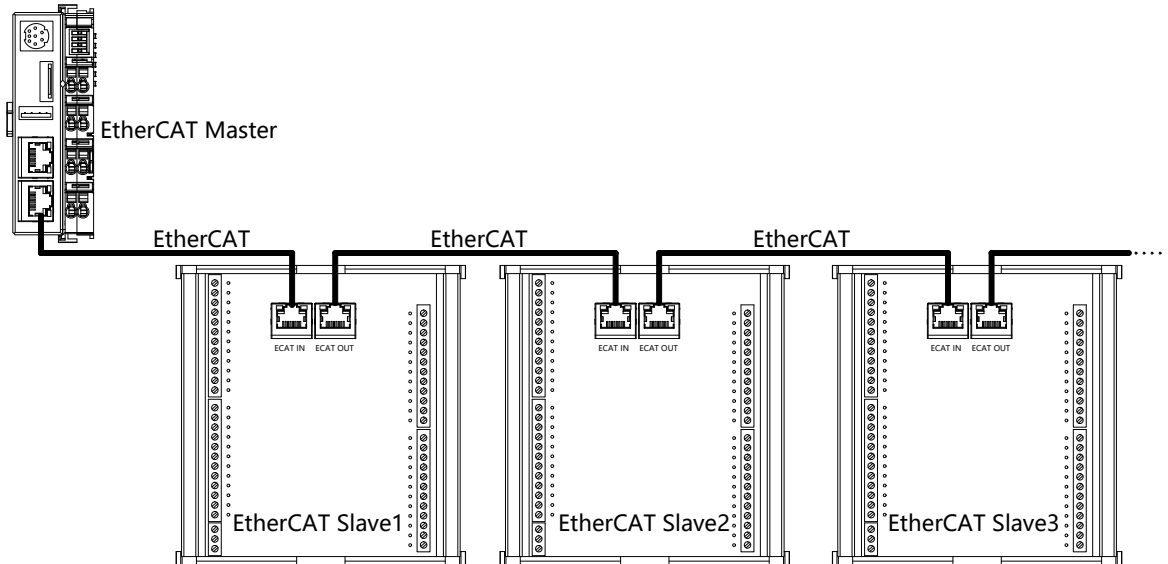 EtherCAT Master
EtherCAT EtherCAT EtherCAT
ECAT IN ECAT OUT ECAT IN ECAT OUT ECAT IN ECAT OUT
EtherCAT Slave1 EtherCAT Slave2 EtherCAT Slave3